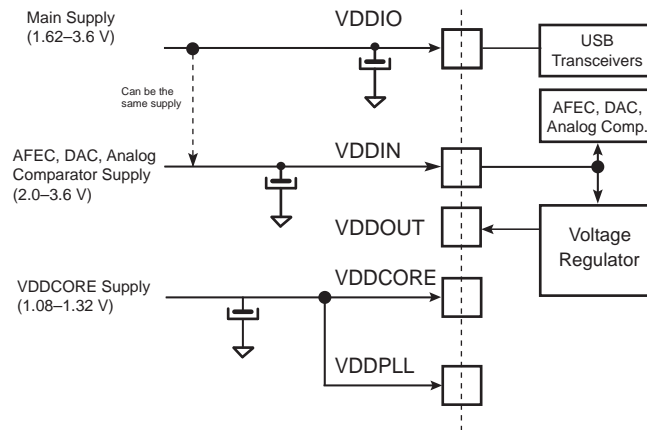 Main Supply
(1.62–3.6 V)
VDDIO
USB
Transceivers
Can be the
same supply
AFEC, DAC,
Analog Comp.
AFEC, DAC, Analog
Comparator Supply
(2.0–3.6 V)
VDDIN
VDDOUT
Voltage
Regulator
VDDCORE Supply
(1.08–1.32 V)
VDDCORE
VDDPLL